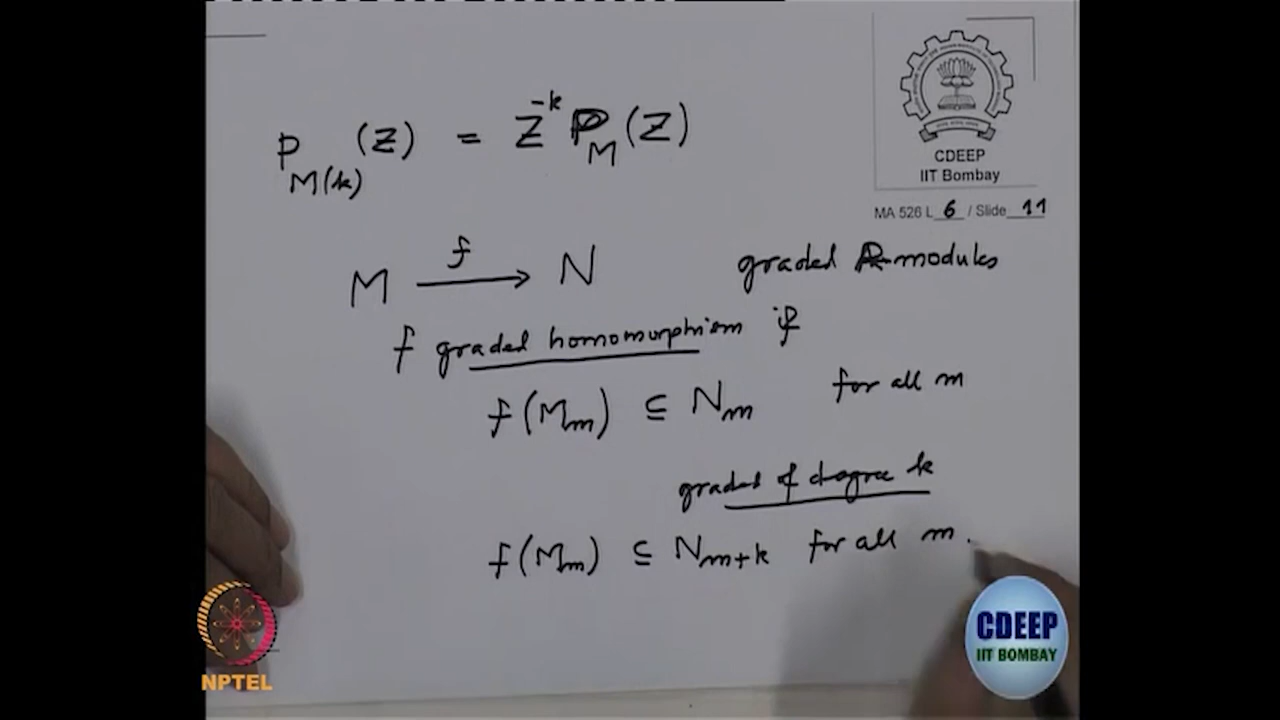 P_{M(k)}(Z) = Z^{-k} P_M(Z)
CDEEP
IIT Bombay
MA 526 L 6 / Slide 11
M \xrightarrow{f} N graded R-modules
f graded homomorphism if
f(M_m) ⊆ N_m for all m
graded of degree k
f(M_m) ⊆ N_{m+k} for all m.
NPTEL
CDEEP
IIT BOMBAY